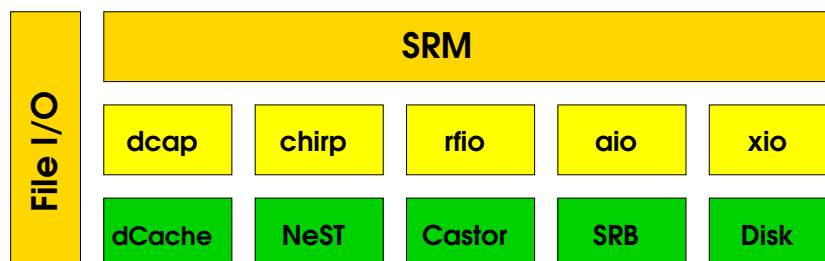 File I/O
SRM
dcap chirp rfio aio xio
dCache NeST Castor SRB Disk